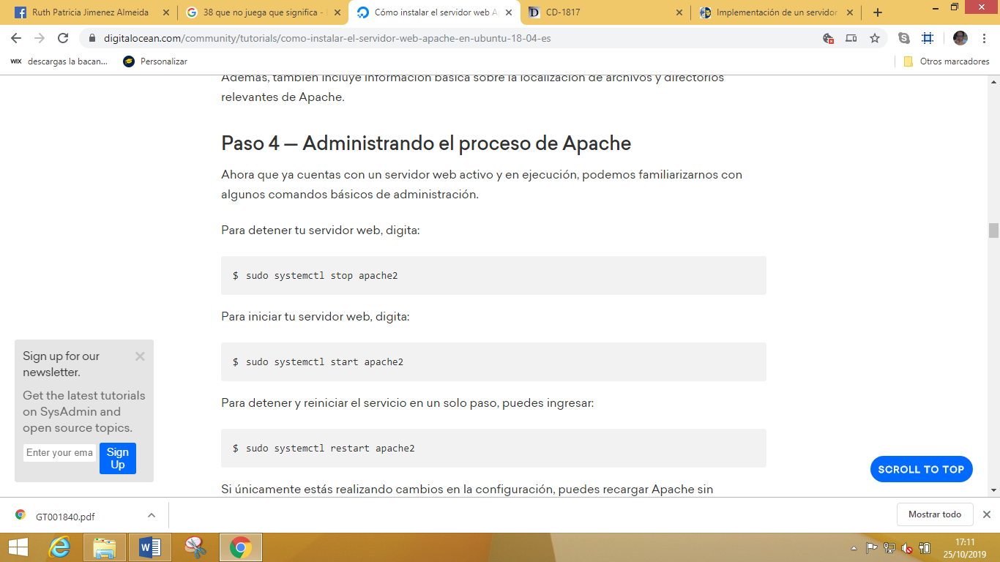 Ruth Patricia Jimenez Almeida
38 que no juega que significa -
Cómo instalar el servidor web A
CD-1817
Implementación de un servidor
digitalocean.com/community/tutorials/como-instalar-el-servidor-web-apache-en-ubuntu-18-04-es
WIX descargas la bacan...
Personalizar
Otros marcadores
Además, también incluye información básica sobre la localización de archivos y directorios
relevantes de Apache.
Paso 4 — Administrando el proceso de Apache
Ahora que ya cuentas con un servidor web activo y en ejecución, podemos familiarizarnos con
algunos comandos básicos de administración.
Para detener tu servidor web, digita:
$ sudo systemctl stop apache2
Para iniciar tu servidor web, digita:
$ sudo systemctl start apache2
Para detener y reiniciar el servicio en un solo paso, puedes ingresar:
$ sudo systemctl restart apache2
Si únicamente estás realizando cambios en la configuración, puedes recargar Apache sin
Sign up for our
newsletter.
Get the latest tutorials
on SysAdmin and
open source topics.
Enter your ema
Sign
Up
SCROLL TO TOP
GT001840.pdf
Mostrar todo
17:11
25/10/2019